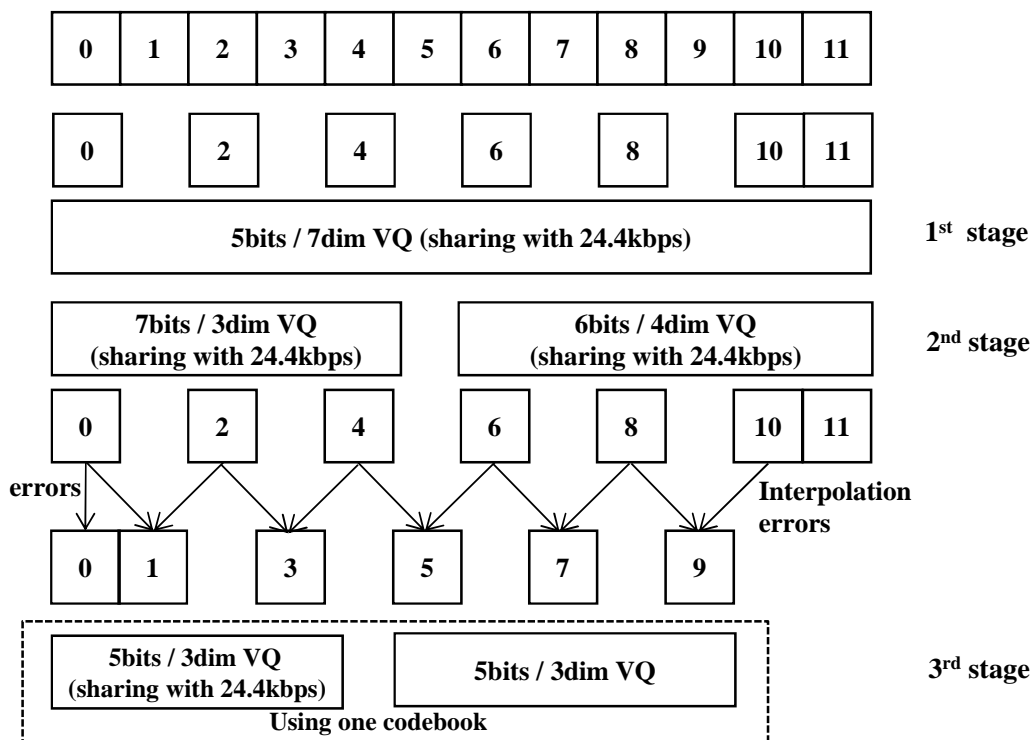 0 1 2 3 4 5 6 7 8 9 10 11
0 2 4 6 8 10 11
5bits / 7dim VQ (sharing with 24.4kbps)
1st stage
7bits / 3dim VQ
(sharing with 24.4kbps)
6bits / 4dim VQ
(sharing with 24.4kbps)
2nd stage
0 2 4 6 8 10 11
errors
Interpolation
errors
0 1 3 5 7 9
5bits / 3dim VQ
(sharing with 24.4kbps)
5bits / 3dim VQ
3rd stage
Using one codebook